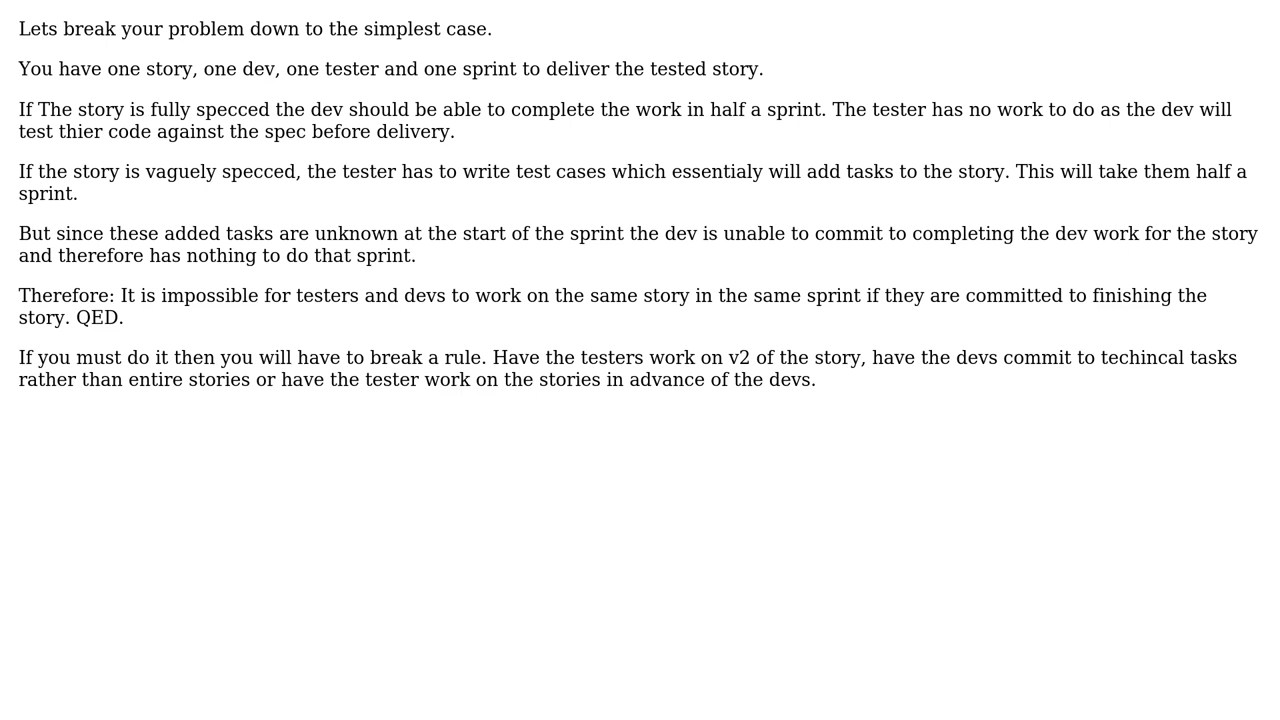 Lets break your problem down to the simplest case.
You have one story, one dev, one tester and one sprint to deliver the tested story.
If The story is fully specced the dev should be able to complete the work in half a sprint. The tester has no work to do as the dev will
test thier code against the spec before delivery.
If the story is vaguely specced, the tester has to write test cases which essentialy will add tasks to the story. This will take them half a
sprint.
But since these added tasks are unknown at the start of the sprint the dev is unable to commit to completing the dev work for the story
and therefore has nothing to do that sprint.
Therefore: It is impossible for testers and devs to work on the same story in the same sprint if they are committed to finishing the
story. QED.
If you must do it then you will have to break a rule. Have the testers work on v2 of the story, have the devs commit to techincal tasks
rather than entire stories or have the tester work on the stories in advance of the devs.